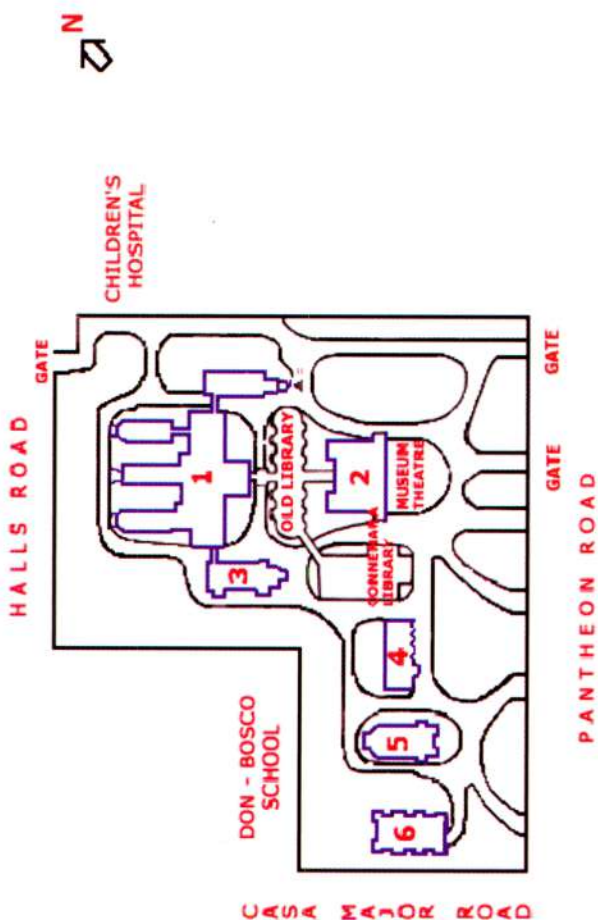 N
CHILDREN'S
HOSPITAL
HALLS ROAD
GATE
1
3
OLD LIBRARY
2
MUSEUM
THEATRE
CONNEMARA
LIBRARY
DON - BOSCO
SCHOOL
4
5
6
GATE
GATE
CASA MAJOR ROAD
PANTHEON ROAD